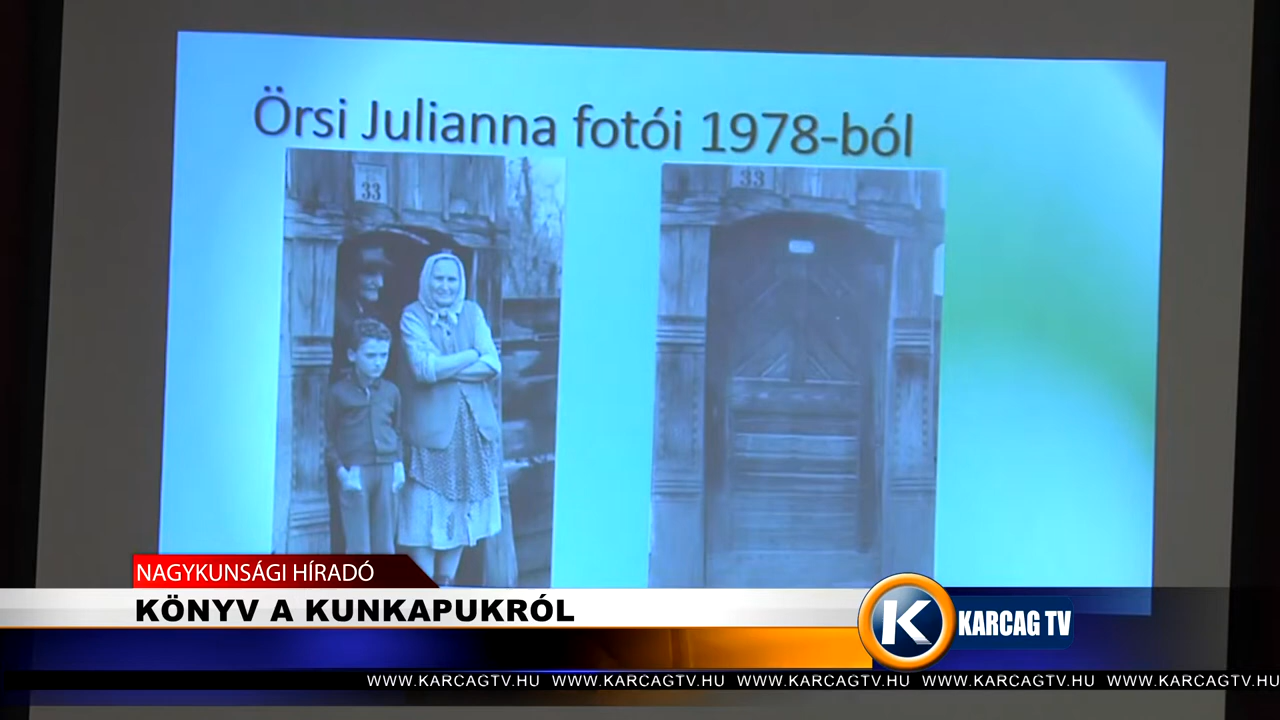 Örsi Julianna fotói 1978-ból
33
33
NAGYKUNSÁGI HÍRADÓ
KÖNYV A KUNKAPUKRÓL
K KARCAG TV
WWW.KARCAGTV.HU WWW.KARCAGTV.HU WWW.KARCAGTV.HU WWW.KARCAGTV.HU WWW.KARCAGTV.HU